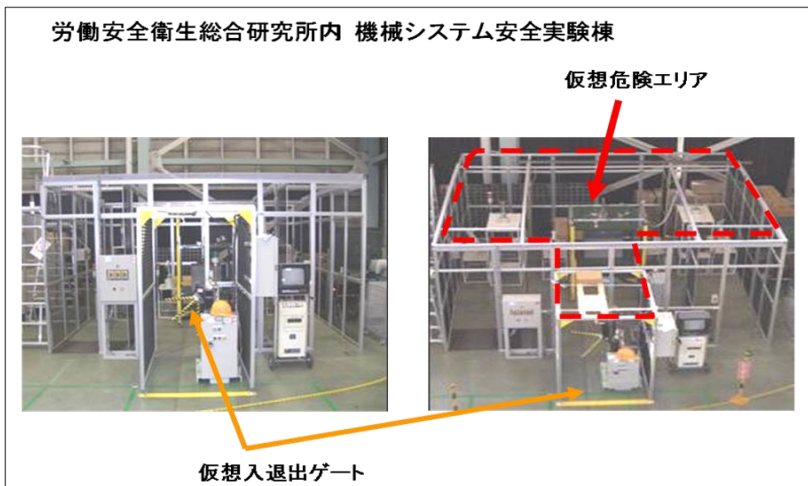 労働安全衛生総合研究所内 機械システム安全実験棟
仮想危険エリア
仮想入退出ゲート